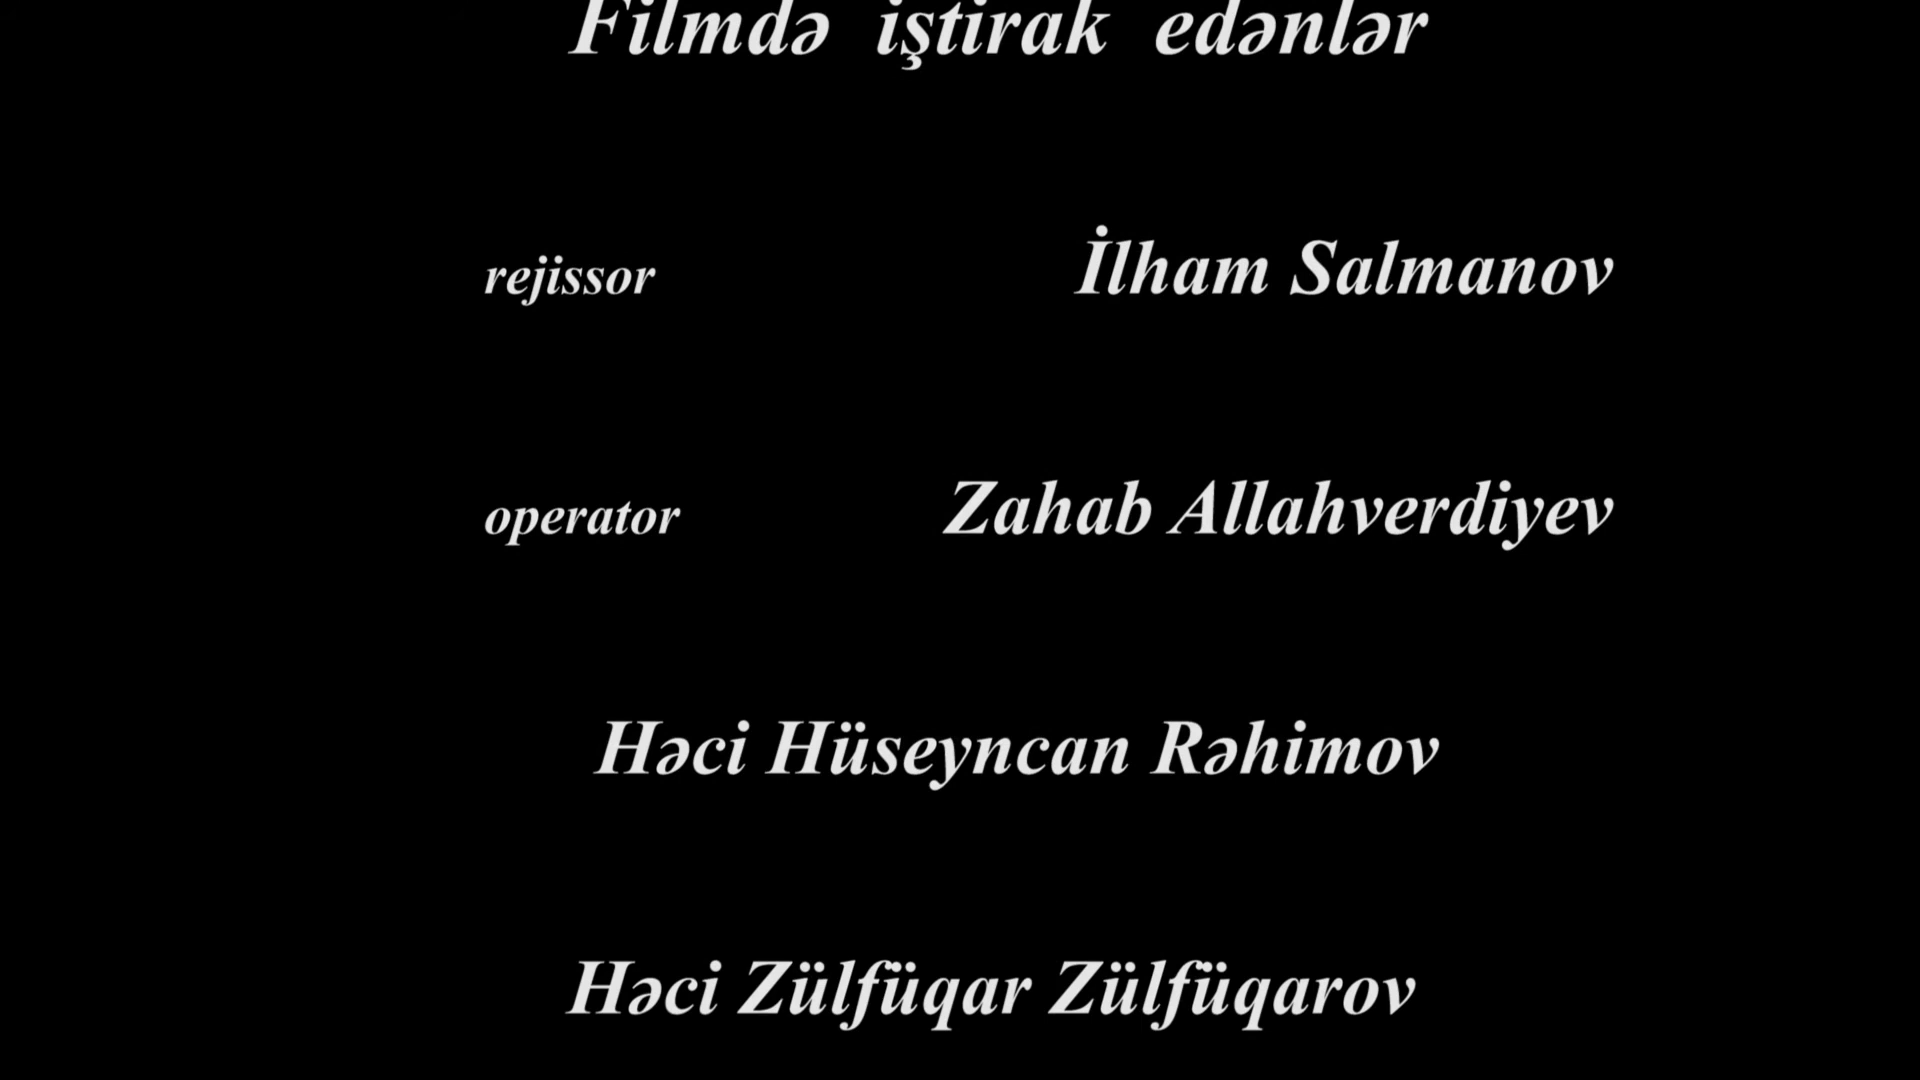 Filmdə iştirak edənlər
rejissor İlham Salmanov
operator Zahab Allahverdiyev
Həci Hüseyncan Rəhimov
Həci Zülfüqar Zülfüqarov